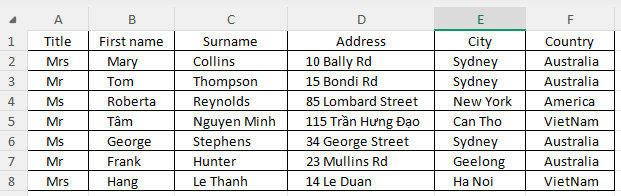 A B C D E F
1 Title First name Surname Address City Country
2 Mrs Mary Collins 10 Bally Rd Sydney Australia
3 Mr Tom Thompson 15 Bondi Rd Sydney Australia
4 Ms Roberta Reynolds 85 Lombard Street New York America
5 Mr Tâm Nguyen Minh 115 Trần Hưng Đạo Can Tho VietNam
6 Ms George Stephens 34 George Street Sydney Australia
7 Mr Frank Hunter 23 Mullins Rd Geelong Australia
8 Mrs Hang Le Thanh 14 Le Duan Ha Noi VietNam